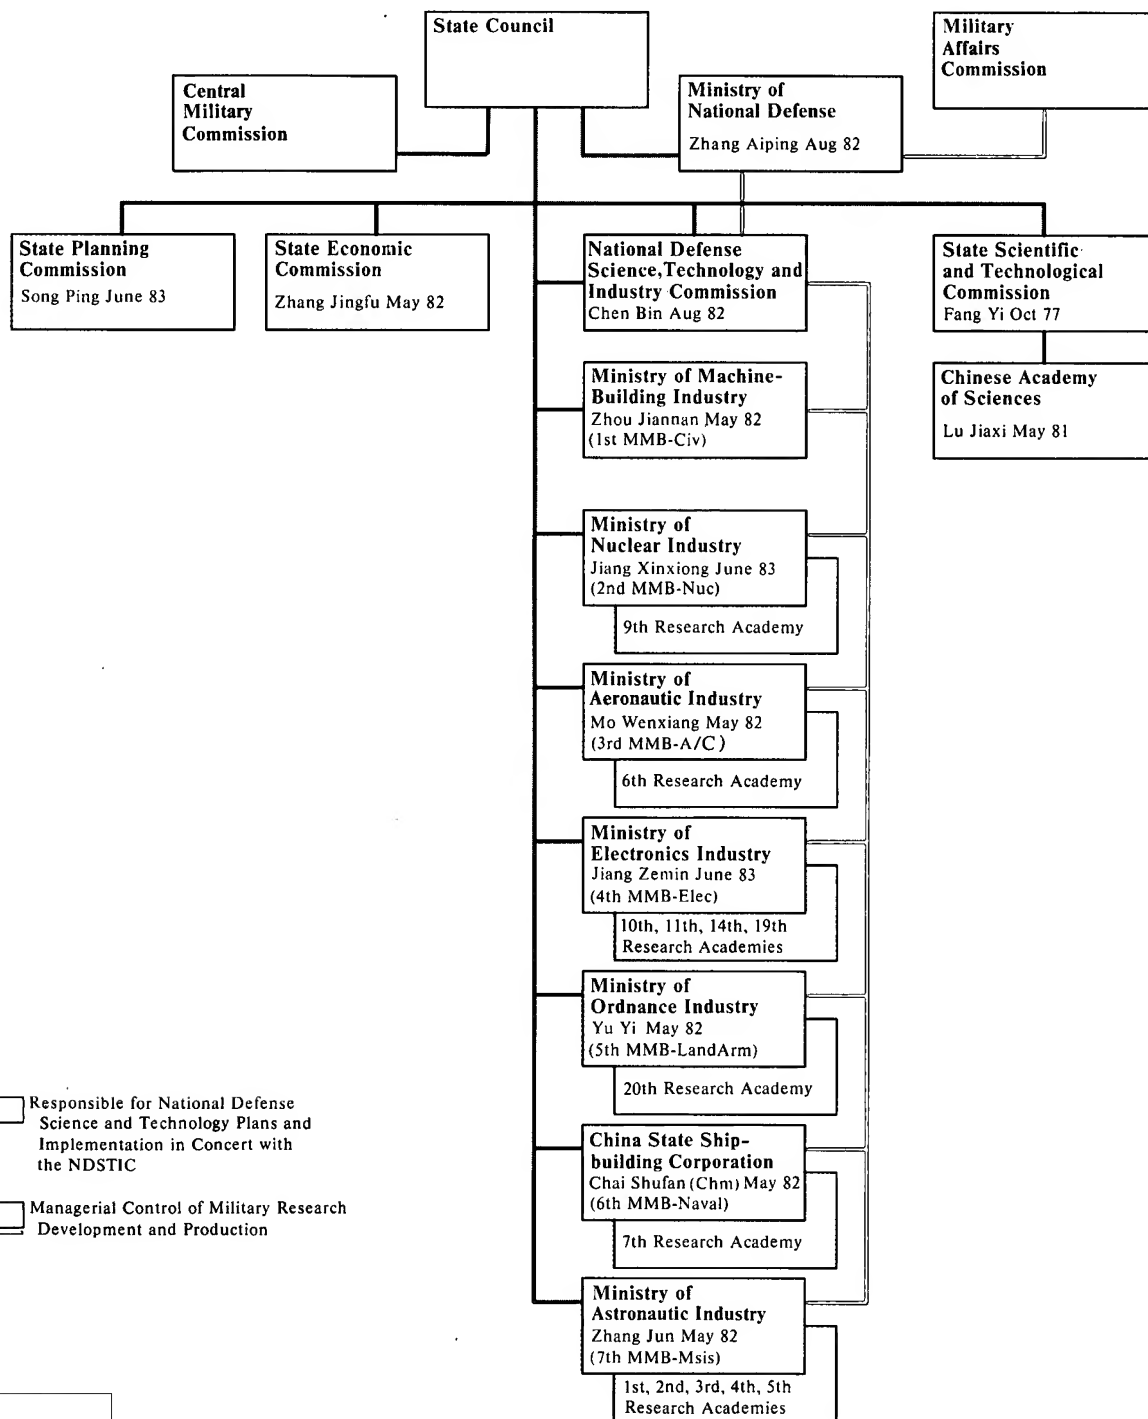 State Council
Military
Affairs
Commission
Central
Military
Commission
Ministry of
National Defense
Zhang Aiping Aug 82
State Planning
Commission
Song Ping June 83
State Economic
Commission
Zhang Jingfu May 82
National Defense
Science, Technology and
Industry Commission
Chen Bin Aug 82
State Scientific
and Technological
Commission
Fang Yi Oct 77
Ministry of Machine-
Building Industry
Zhou Jiannan May 82
(1st MMB-Civ)
Chinese Academy
of Sciences
Lu Jiaxi May 81
Ministry of
Nuclear Industry
Jiang Xinxiong June 83
(2nd MMB-Nuc)
9th Research Academy
Ministry of
Aeronautic Industry
Mo Wenxiang May 82
(3rd MMB-A/C)
6th Research Academy
Ministry of
Electronics Industry
Jiang Zemin June 83
(4th MMB-Elec)
10th, 11th, 14th, 19th
Research Academies
Ministry of
Ordnance Industry
Yu Yi May 82
(5th MMB-LandArm)
20th Research Academy
Responsible for National Defense
Science and Technology Plans and
Implementation in Concert with
the NDSTIC
China State Ship-
building Corporation
Chai Shufan (Chm) May 82
(6th MMB-Naval)
7th Research Academy
Managerial Control of Military Research
Development and Production
Ministry of
Astronautic Industry
Zhang Jun May 82
(7th MMB-Msis)
1st, 2nd, 3rd, 4th, 5th
Research Academies